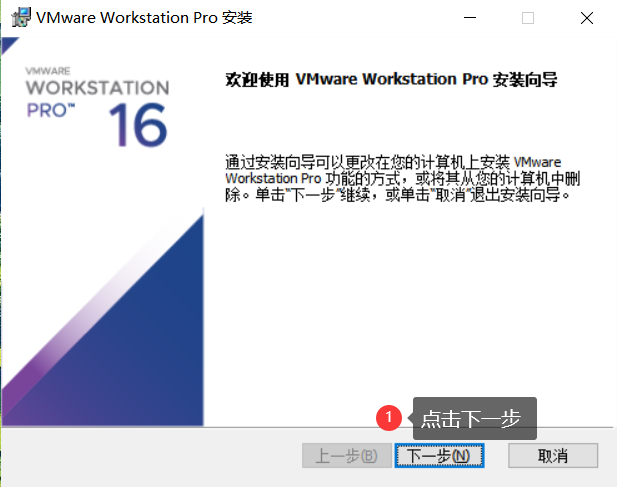 VMware Workstation Pro 安装
VMWARE
WORKSTATION
PRO™
16
欢迎使用 VMware Workstation Pro 安装向导
通过安装向导可以更改在您的计算机上安装 VMware
Workstation Pro 功能的方式，或将其从您的计算机中删
除。单击“下一步”继续，或单击“取消”退出安装向导。
1
点击下一步
上一步(B)
下一步(N)
取消